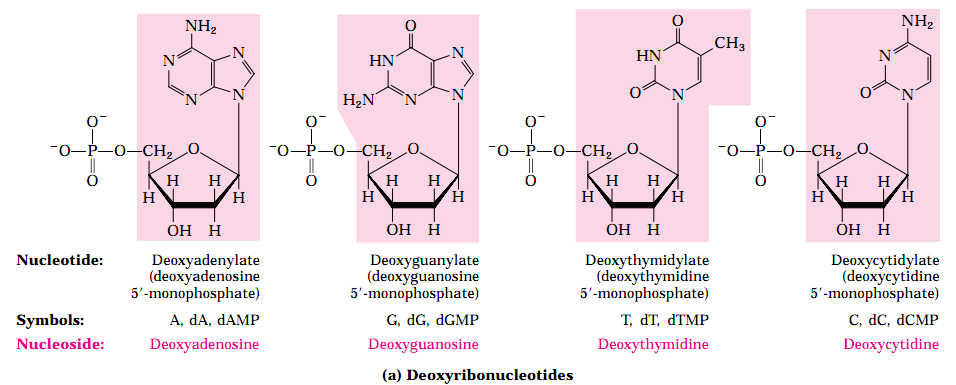 NH₂ O O NH₂
N N HN N HN CH₃ N
N N H₂N N N O N O N
O⁻ O⁻ O⁻ O⁻
⁻O—P—O—CH₂ O ⁻O—P—O—CH₂ O ⁻O—P—O—CH₂ O ⁻O—P—O—CH₂ O
O H H O H H O H H O H H
H H H H H H H H
OH H OH H OH H OH H
Nucleotide: Deoxyadenylate Deoxyguanylate Deoxythymidylate Deoxycytidylate
(deoxyadenosine (deoxyguanosine (deoxythymidine (deoxycytidine
5′-monophosphate) 5′-monophosphate) 5′-monophosphate) 5′-monophosphate)
Symbols: A, dA, dAMP G, dG, dGMP T, dT, dTMP C, dC, dCMP
Nucleoside: Deoxyadenosine Deoxyguanosine Deoxythymidine Deoxycytidine
(a) Deoxyribonucleotides